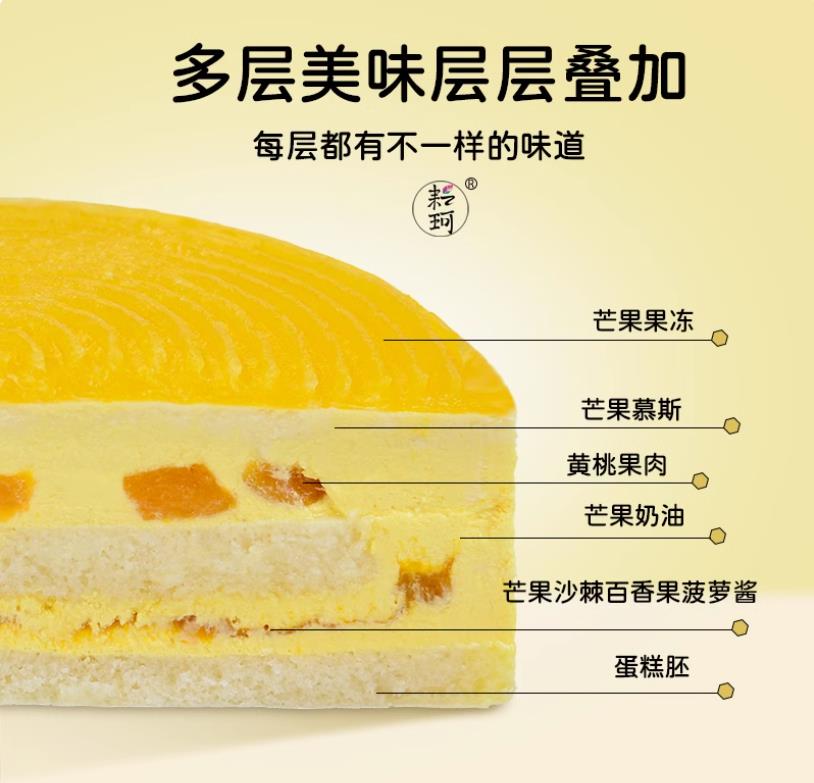 多层美味层层叠加
每层都有不一样的味道
耘珂
®
芒果果冻
芒果慕斯
黄桃果肉
芒果奶油
芒果沙棘百香果菠萝酱
蛋糕胚